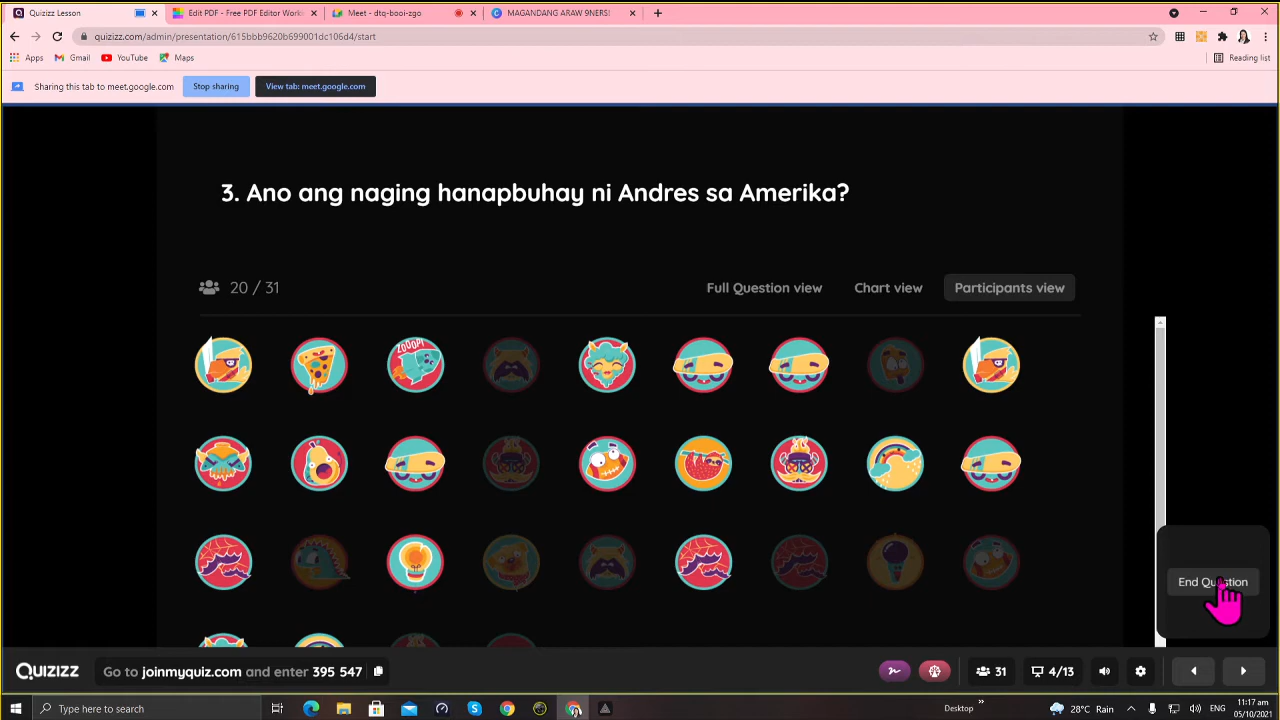 Quizizz Lesson
Edit PDF - Free PDF Editor Worki
Meet - dtq-booi-zgo
MAGANDANG ARAW 9NERS!
quizizz.com/admin/presentation/615bbb9620b699001dc106d4/start
Apps Gmail YouTube Maps Reading list
Sharing this tab to meet.google.com Stop sharing View tab: meet.google.com
3. Ano ang naging hanapbuhay ni Andres sa Amerika?
20 / 31 Full Question view Chart view Participants view
ZOOOP!
End Question
QUIZIZZ Go to joinmyquiz.com and enter 395 547 31 4/13
Type here to search Desktop 28°C Rain ENG 11:17 am
05/10/2021